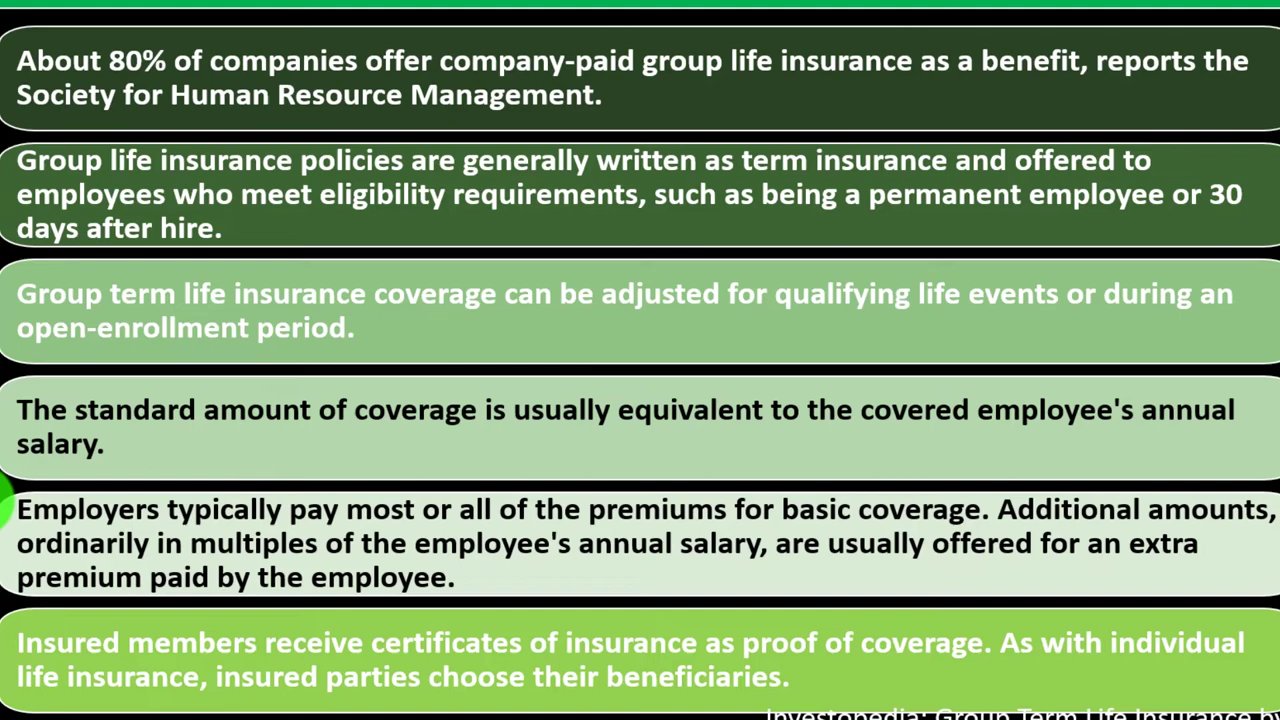 About 80% of companies offer company-paid group life insurance as a benefit, reports the
Society for Human Resource Management.
Group life insurance policies are generally written as term insurance and offered to
employees who meet eligibility requirements, such as being a permanent employee or 30
days after hire.
Group term life insurance coverage can be adjusted for qualifying life events or during an
open-enrollment period.
The standard amount of coverage is usually equivalent to the covered employee's annual
salary.
Employers typically pay most or all of the premiums for basic coverage. Additional amounts,
ordinarily in multiples of the employee's annual salary, are usually offered for an extra
premium paid by the employee.
Insured members receive certificates of insurance as proof of coverage. As with individual
life insurance, insured parties choose their beneficiaries.
Investopedia: Group Term Life Insurance b